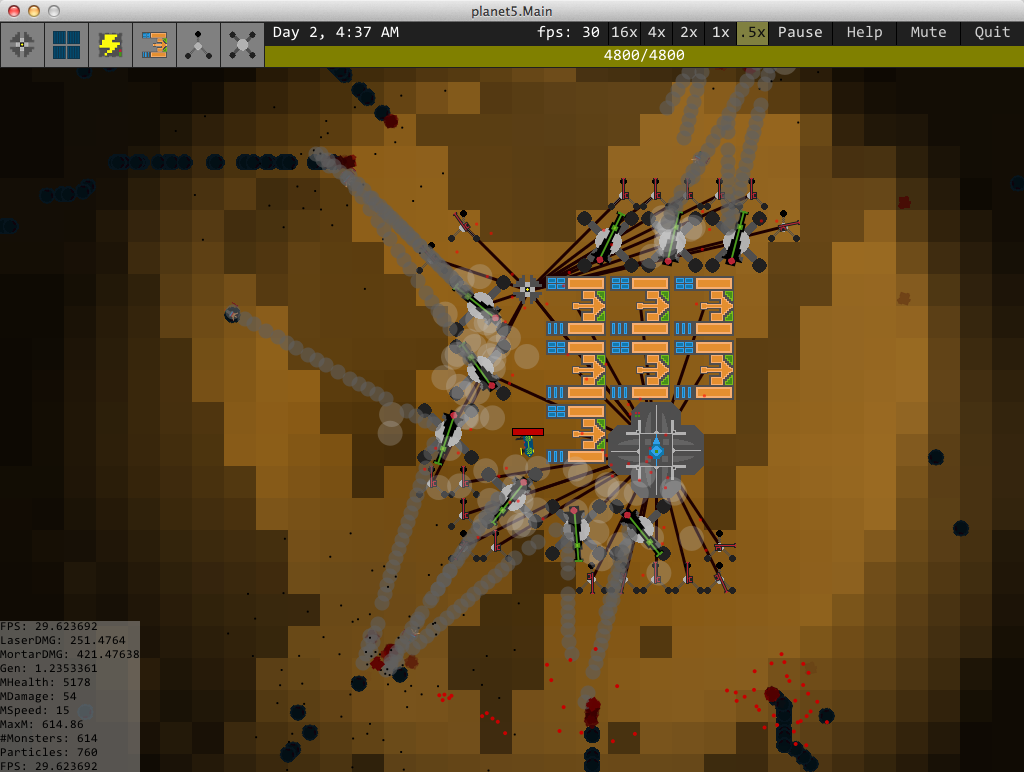 planet5.Main
Day 2, 4:37 AM fps: 30 16x 4x 2x 1x .5x Pause Help Mute Quit
4800/4800
FPS: 29.623692
LaserDMG: 251.4764
MortarDMG: 421.47638
Gen: 1.2353361
MHealth: 5178
MDamage: 54
MSpeed: 15
MaxM: 614.86
#Monsters: 614
Particles: 760
FPS: 29.623692